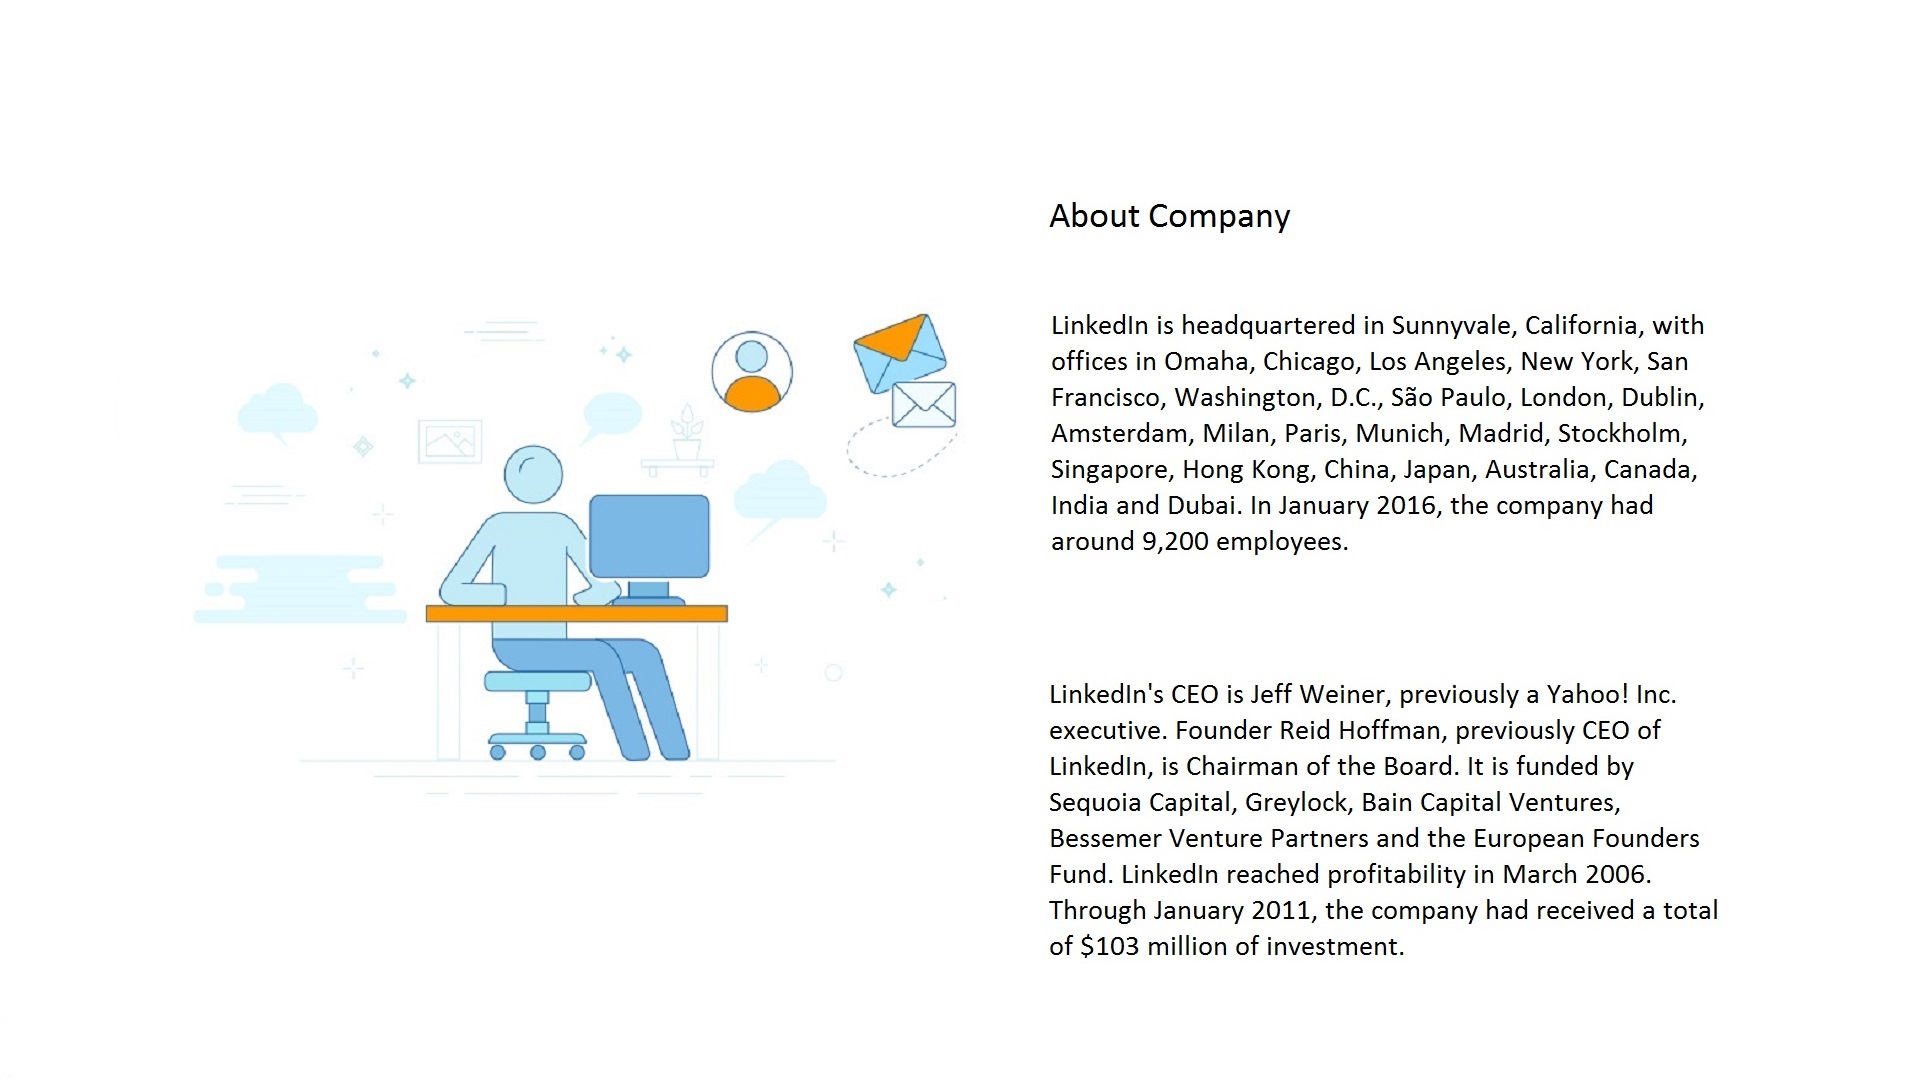 About Company
LinkedIn is headquartered in Sunnyvale, California, with
offices in Omaha, Chicago, Los Angeles, New York, San
Francisco, Washington, D.C., São Paulo, London, Dublin,
Amsterdam, Milan, Paris, Munich, Madrid, Stockholm,
Singapore, Hong Kong, China, Japan, Australia, Canada,
India and Dubai. In January 2016, the company had
around 9,200 employees.
LinkedIn's CEO is Jeff Weiner, previously a Yahoo! Inc.
executive. Founder Reid Hoffman, previously CEO of
LinkedIn, is Chairman of the Board. It is funded by
Sequoia Capital, Greylock, Bain Capital Ventures,
Bessemer Venture Partners and the European Founders
Fund. LinkedIn reached profitability in March 2006.
Through January 2011, the company had received a total
of $103 million of investment.